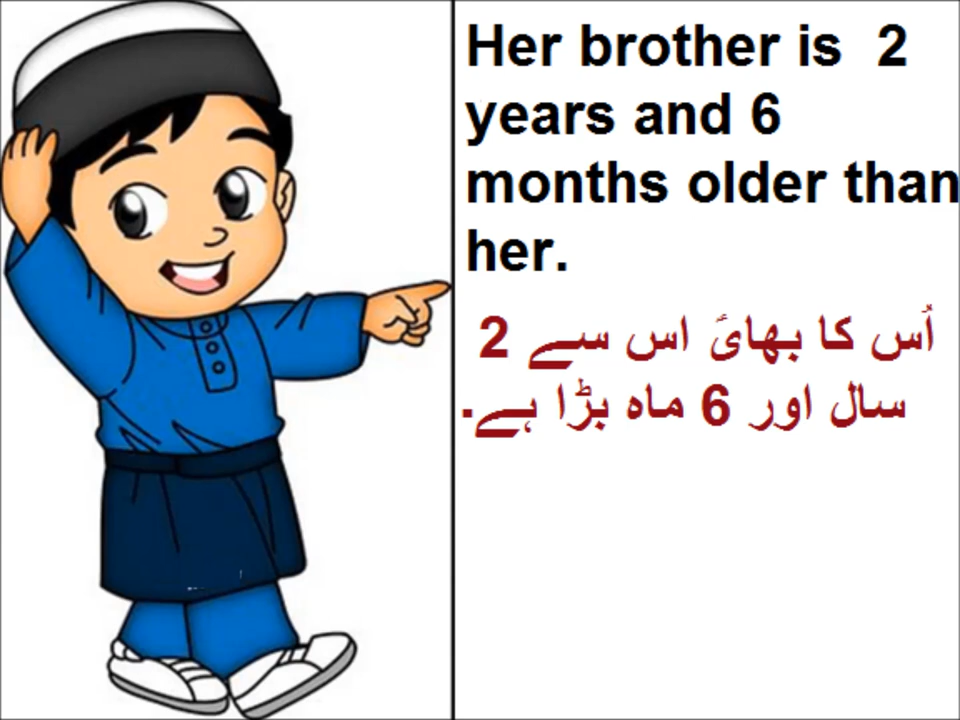 Her brother is 2
years and 6
months older than
her.
اُس کا بھائ اس سے 2
سال اور 6 ماہ بڑا ہے.